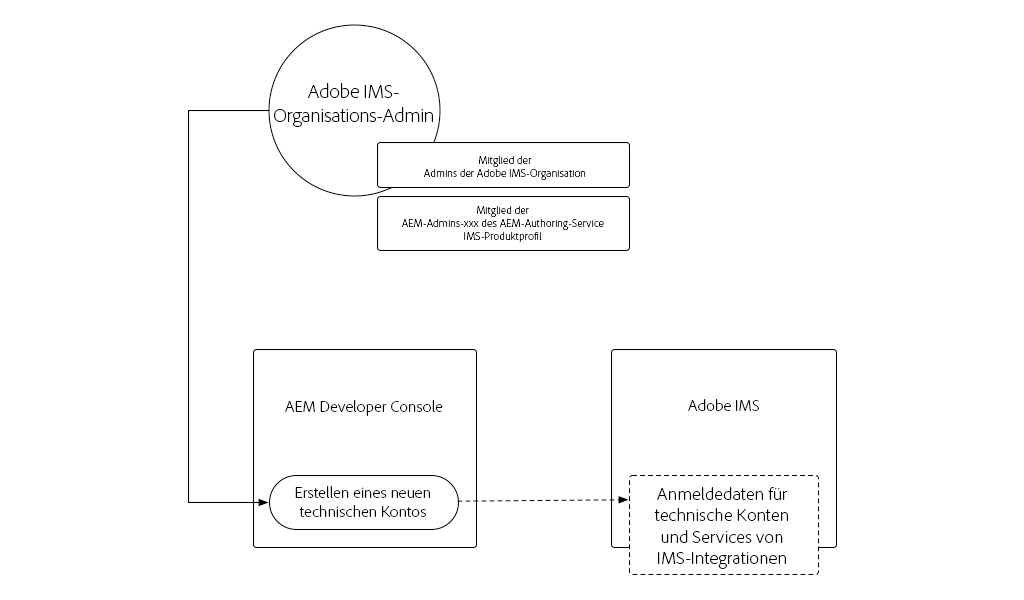 Adobe IMS-
Organisations-Admin
Mitglied der
Admins der Adobe IMS-Organisation
Mitglied der
AEM-Admins-xxx des AEM-Authoring-Service
IMS-Produktprofil
AEM Developer Console
Adobe IMS
Erstellen eines neuen
technischen Kontos
Anmeldedaten für
technische Konten
und Services von
IMS-Integrationen